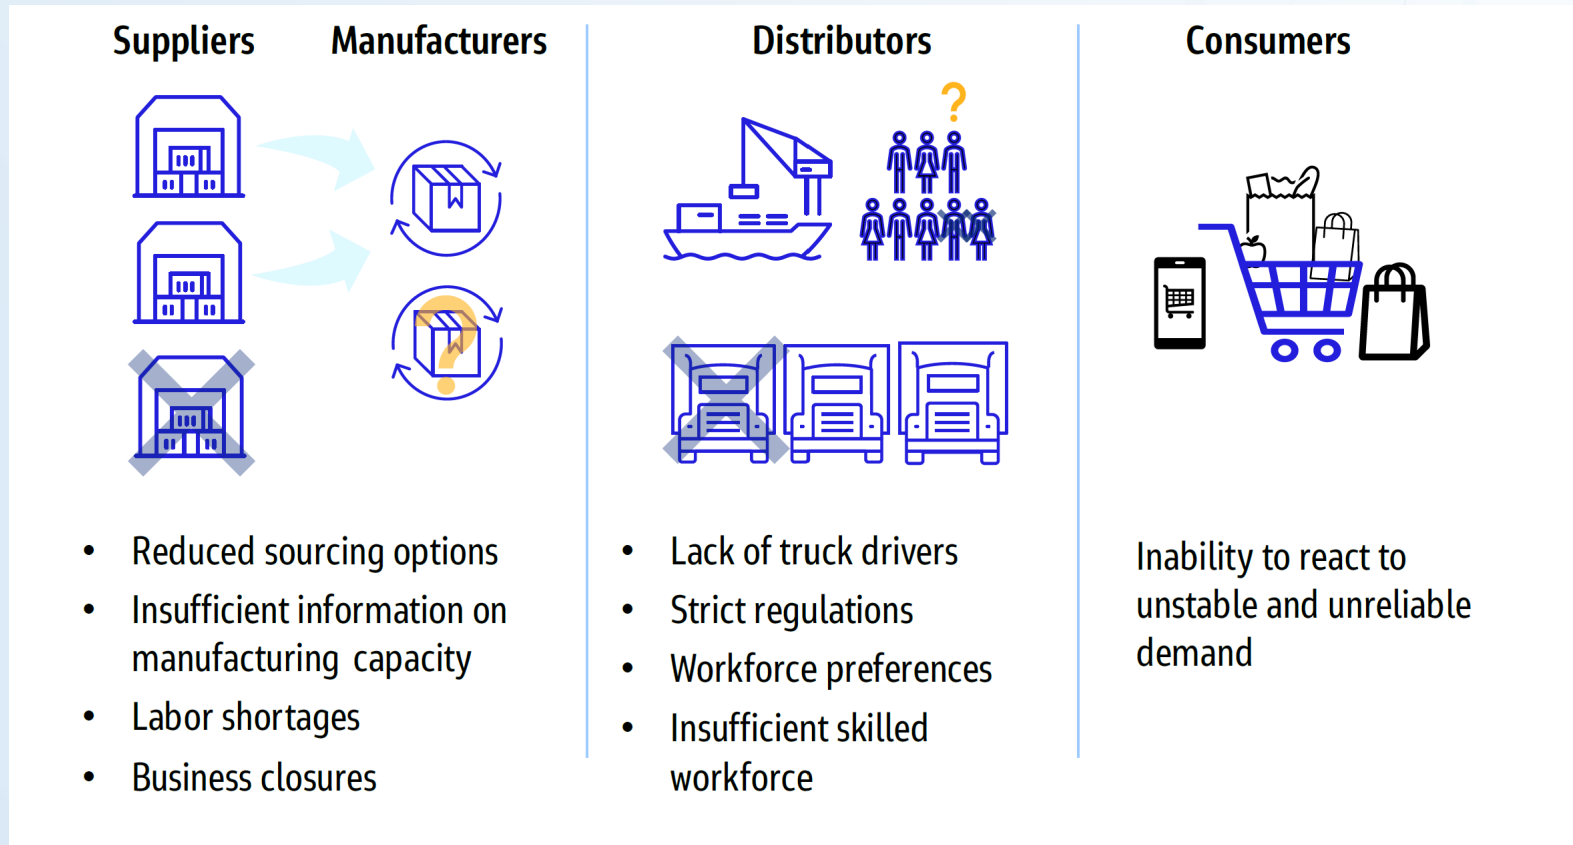 Suppliers
Manufacturers
Distributors
Consumers
?
?
• Reduced sourcing options
• Insufficient information on
manufacturing capacity
• Labor shortages
• Business closures
• Lack of truck drivers
• Strict regulations
• Workforce preferences
• Insufficient skilled
workforce
Inability to react to
unstable and unreliable
demand